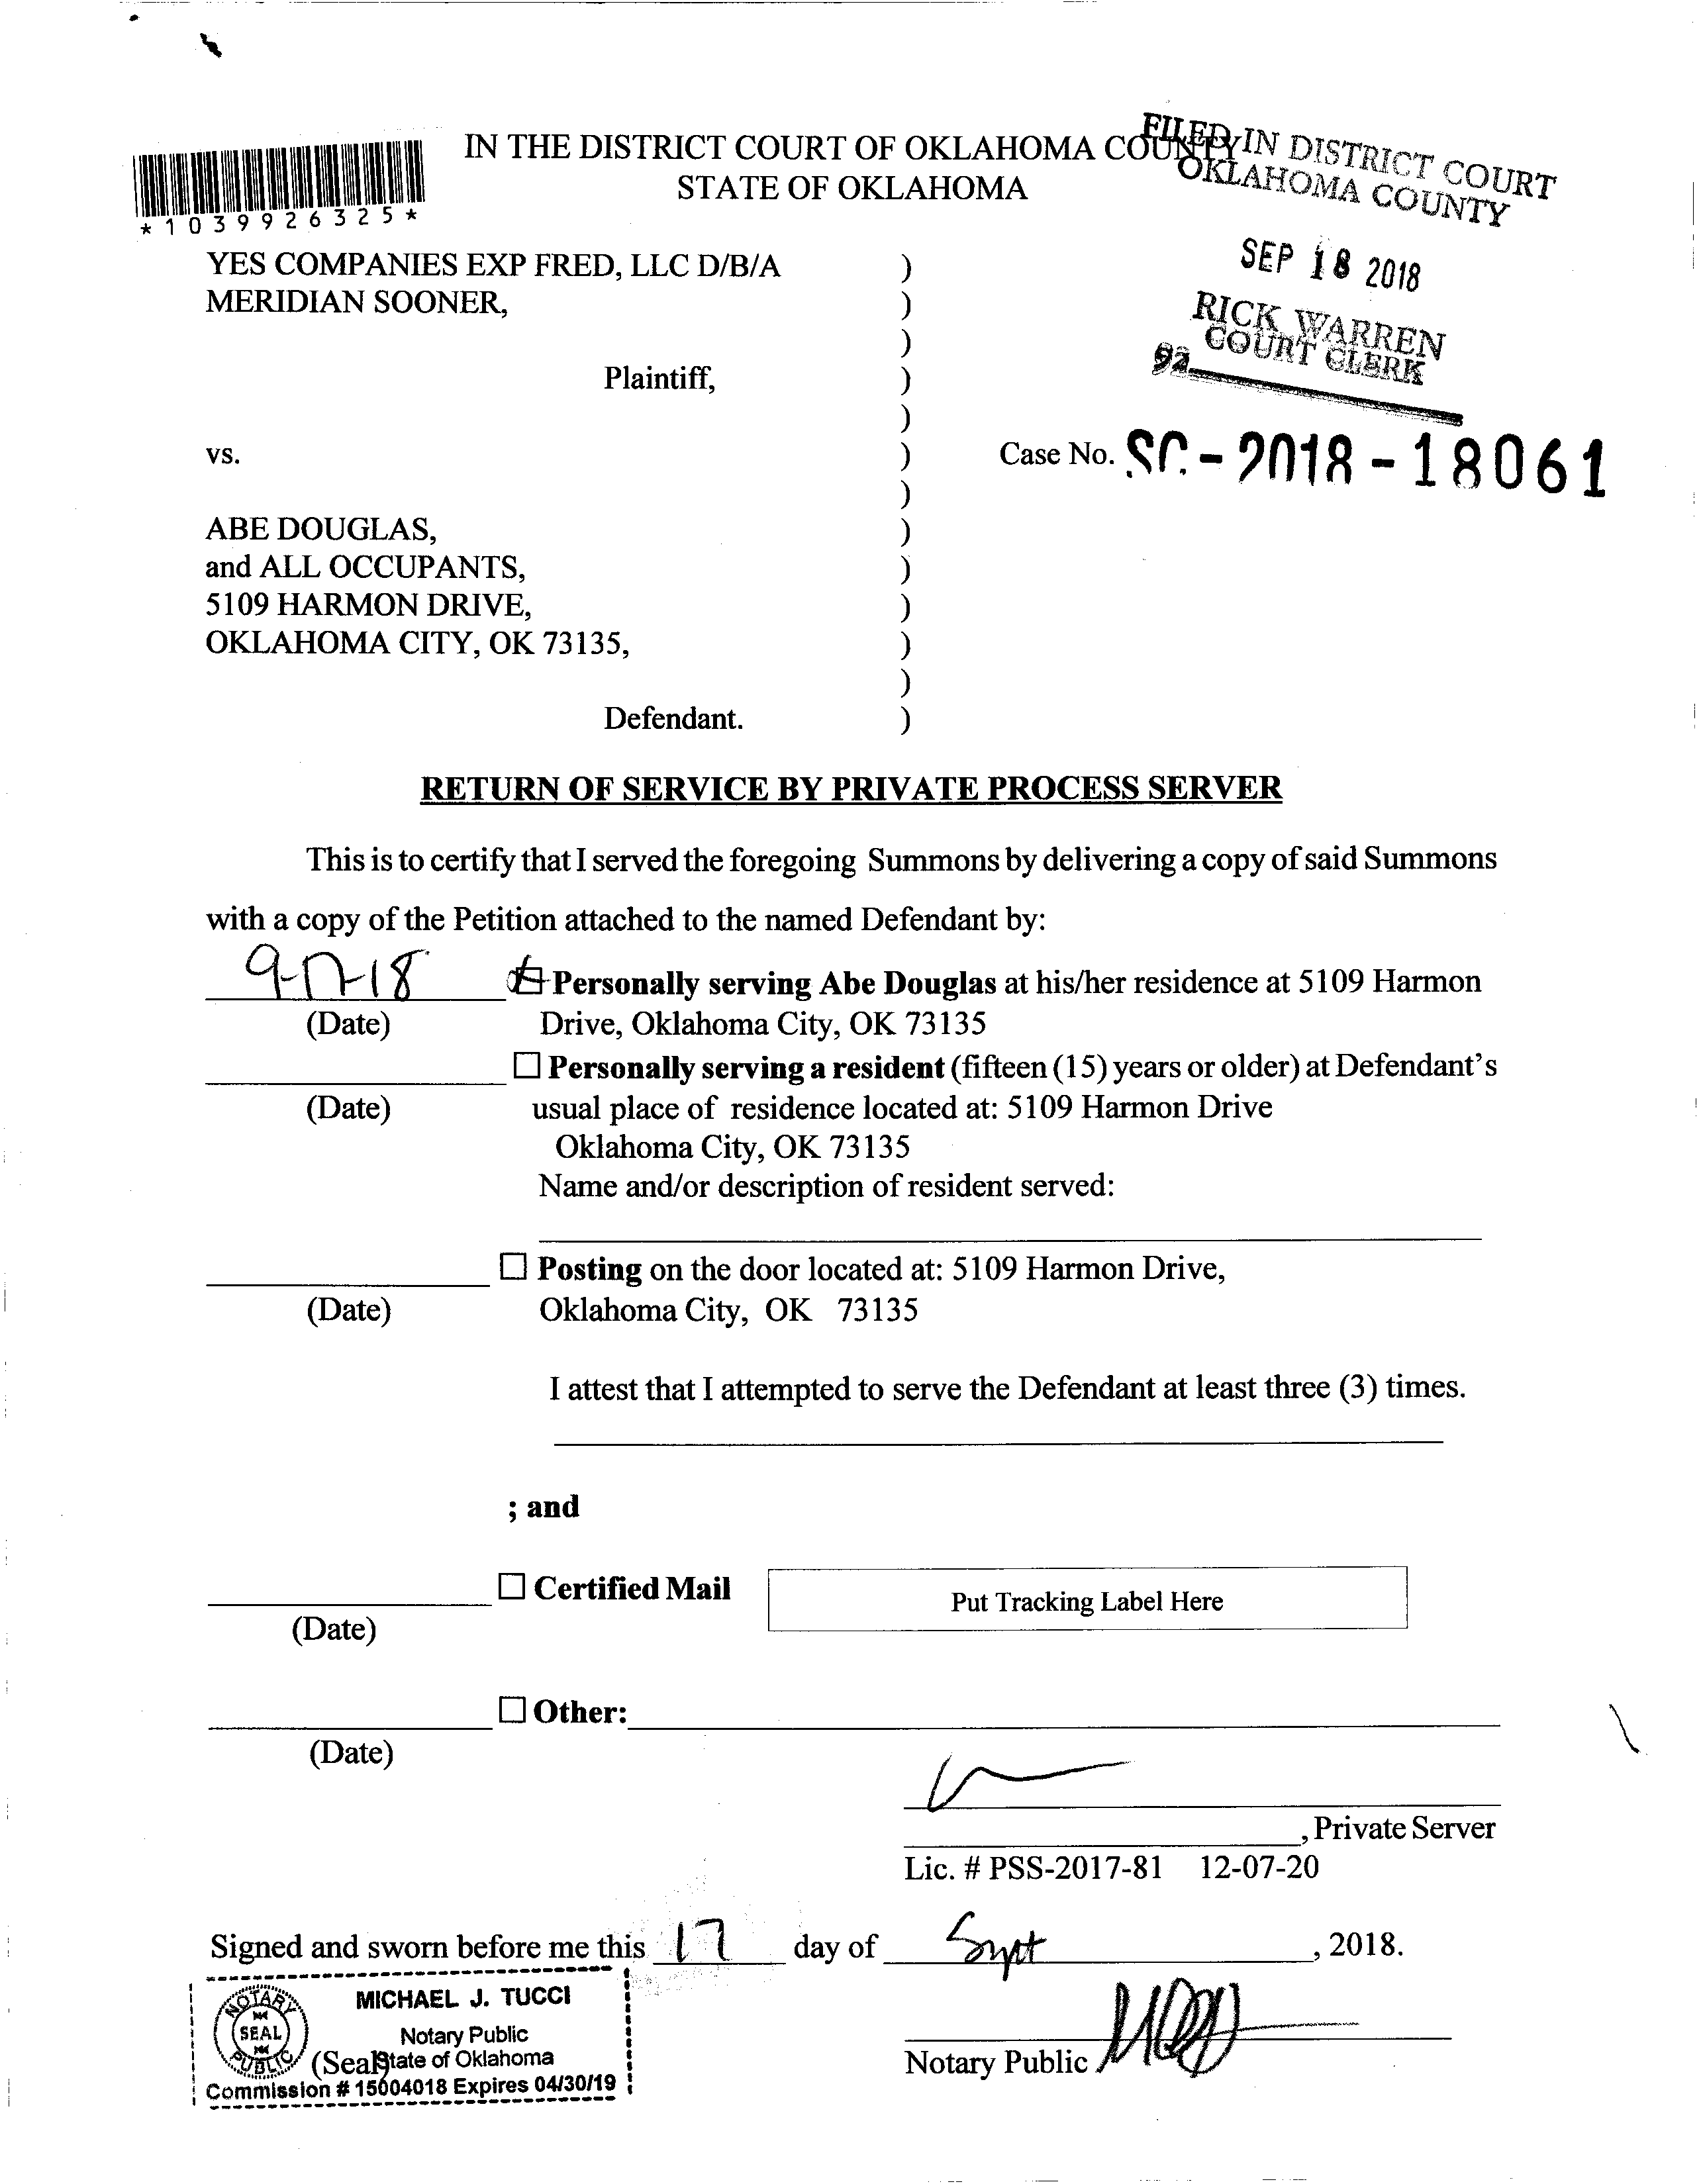 IN THE DISTRICT COURT OF OKLAHOMA COUNTY
STATE OF OKLAHOMA
FILED IN DISTRICT COURT
OKLAHOMA COUNTY
SEP 18 2018
RICK WARREN
COURT CLERK
*1039926325*
YES COMPANIES EXP FRED, LLC D/B/A )
MERIDIAN SOONER, )
)
Plaintiff, )
)
vs. ) Case No. SC-2018-18061
)
ABE DOUGLAS, )
and ALL OCCUPANTS, )
5109 HARMON DRIVE, )
OKLAHOMA CITY, OK 73135, )
)
Defendant. )
RETURN OF SERVICE BY PRIVATE PROCESS SERVER
This is to certify that I served the foregoing Summons by delivering a copy of said Summons
with a copy of the Petition attached to the named Defendant by:
9-17-18 Personally serving Abe Douglas at his/her residence at 5109 Harmon
(Date) Drive, Oklahoma City, OK 73135
☐ Personally serving a resident (fifteen (15) years or older) at Defendant's
(Date) usual place of residence located at: 5109 Harmon Drive
Oklahoma City, OK 73135
Name and/or description of resident served:
☐ Posting on the door located at: 5109 Harmon Drive,
(Date) Oklahoma City, OK 73135
I attest that I attempted to serve the Defendant at least three (3) times.
; and
☐ Certified Mail Put Tracking Label Here
(Date)
☐ Other:
(Date)
, Private Server
Lic. # PSS-2017-81 12-07-20
Signed and sworn before me this 17 day of Sept, 2018.
MICHAEL J. TUCCI
NOTARY SEAL PUBLIC
Notary Public
(Seal State of Oklahoma
Commission # 15004018 Expires 04/30/19
Notary Public